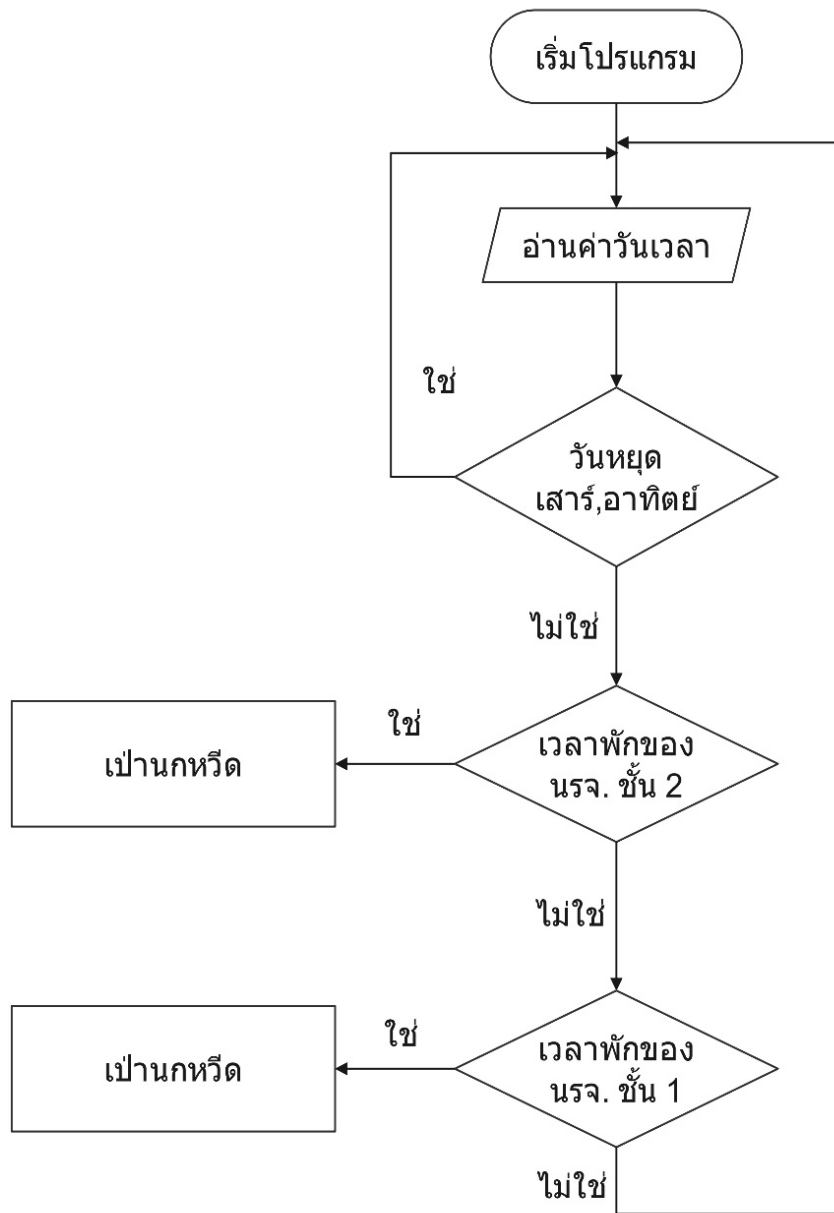 เริ่มโปรแกรม
อ่านค่าวันเวลา
ใช่
วันหยุด
เสาร์,อาทิตย์
ไม่ใช่
ใช่
เวลาพักของ
นรจ. ชั้น 2
เป่านกหวีด
ไม่ใช่
ใช่
เวลาพักของ
นรจ. ชั้น 1
เป่านกหวีด
ไม่ใช่